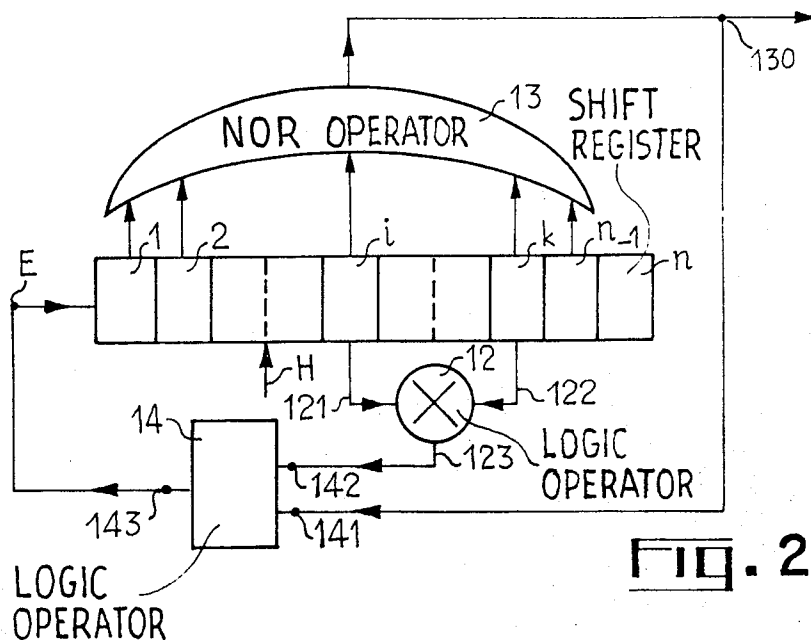 130
13
NOR OPERATOR
SHIFT
REGISTER
1
2
i
k
n-1
n
E
H
12
121
122
123
LOGIC
OPERATOR
14
142
141
143
LOGIC
OPERATOR
Fig. 2